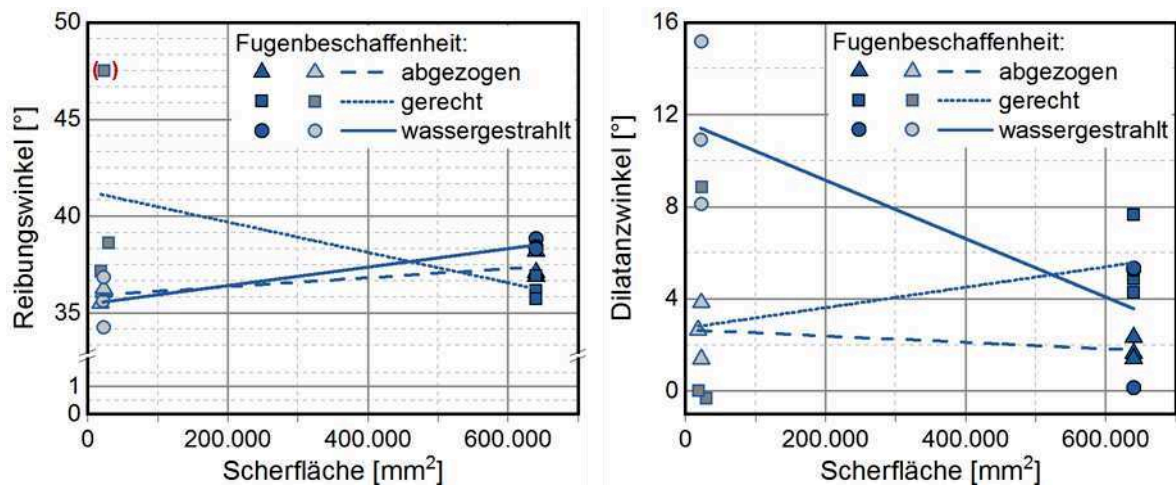 50
45
40
35
1
0
Reibungswinkel [°]
Fugenbeschaffenheit:
abgezogen
gerecht
wassergestrahlt
( )
0
200.000
400.000
600.000
Scherfläche [mm²]
16
12
8
4
0
Dilatanzwinkel [°]
Fugenbeschaffenheit:
abgezogen
gerecht
wassergestrahlt
0
200.000
400.000
600.000
Scherfläche [mm²]